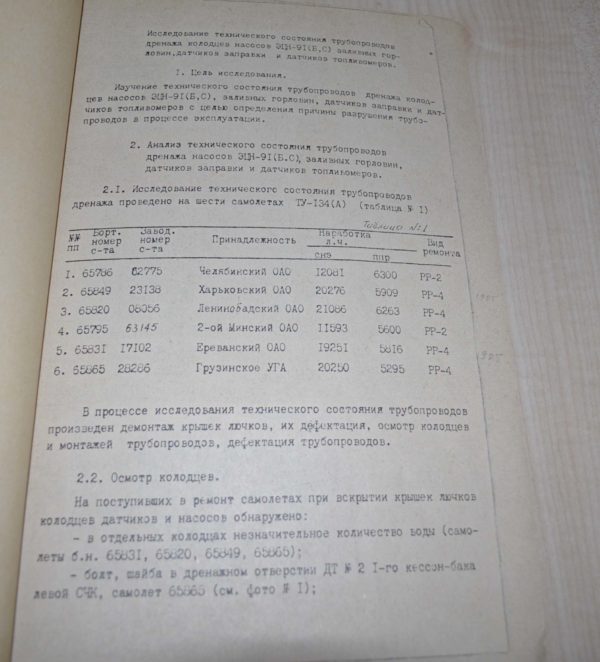 Исследование технического состояния трубопроводов
дренажа колодцев насосов ЭЦН-9I(Б,С) заливных гор-
ловин,датчиков заправки и датчиков топливомеров.
I. Цель исследования.
Изучение технического состояния трубопроводов дренажа колод-
цев насосов ЭЦН-9I(Б,С), заливных горловин, датчиков заправки и дат-
чиков топливомеров с целью определения причины разрушения трубо-
проводов в процессе эксплуатации.
2. Анализ технического состояния трубопроводов
дренажа насосов ЭЦН-9I(Б,С), заливных горловин,
датчиков заправки и датчиков топливомеров.
2.I. Исследование технического состояния трубопроводов
дренажа проведено на шести самолетах ТУ-I34(А) (таблица № I)
Таблица №1
№№ пп Борт. номер с-та Завод. номер с-та Принадлежность Наработка л.ч. Вид ремонта
снэ ппр
I. 65786 62775 Челябинский ОАО I2081 6300 РР-2
2. 65849 23138 Харьковский ОАО 20276 5909 РР-4
3. 65820 08056 Ленинобадский ОАО 21086 6263 РР-4
4. 65795 63145 2-ой Минский ОАО II593 5600 РР-2
5. 6583I I7I02 Ереванский ОАО I925I 5816 РР-4
6. 65865 28286 Грузинское УГА 20250 5295 РР-4
В процессе исследования технического состояния трубопроводов
произведен демонтаж крышек лючков, их дефектация, осмотр колодцев
и монтажей трубопроводов, дефектация трубопроводов.
2.2. Осмотр колодцев.
На поступивших в ремонт самолетах при вскрытии крышек лючков
колодцев датчиков и насосов обнаружено:
- в отдельных колодцах незначительное количество воды (само-
леты б.н. 6583I, 65820, 65849, 65865);
- болт, шайба в дренажном отверстии ДТ № 2 I-го кессон-бака
левой СЧК, самолет 65865 (см. фото № I);